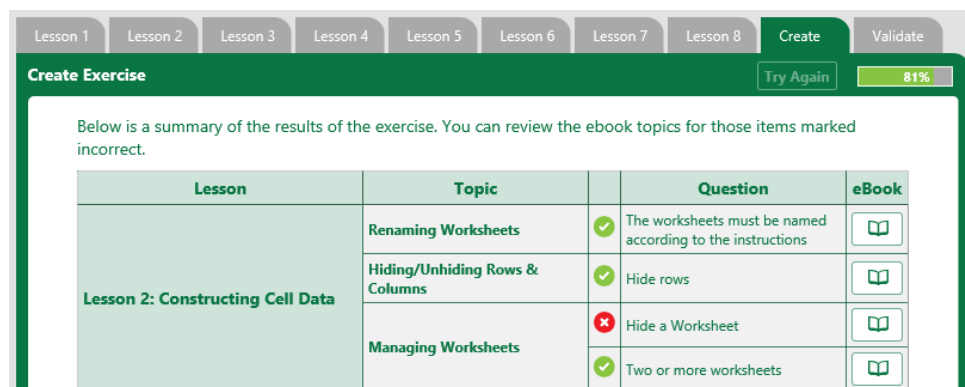 Lesson 1 Lesson 2 Lesson 3 Lesson 4 Lesson 5 Lesson 6 Lesson 7 Lesson 8 Create Validate
Create Exercise Try Again 81%
Below is a summary of the results of the exercise. You can review the ebook topics for those items marked
incorrect.
Lesson Topic Question eBook
Lesson 2: Constructing Cell Data
Renaming Worksheets
The worksheets must be named
according to the instructions
Hiding/Unhiding Rows &
Columns
Hide rows
Managing Worksheets
Hide a Worksheet
Two or more worksheets